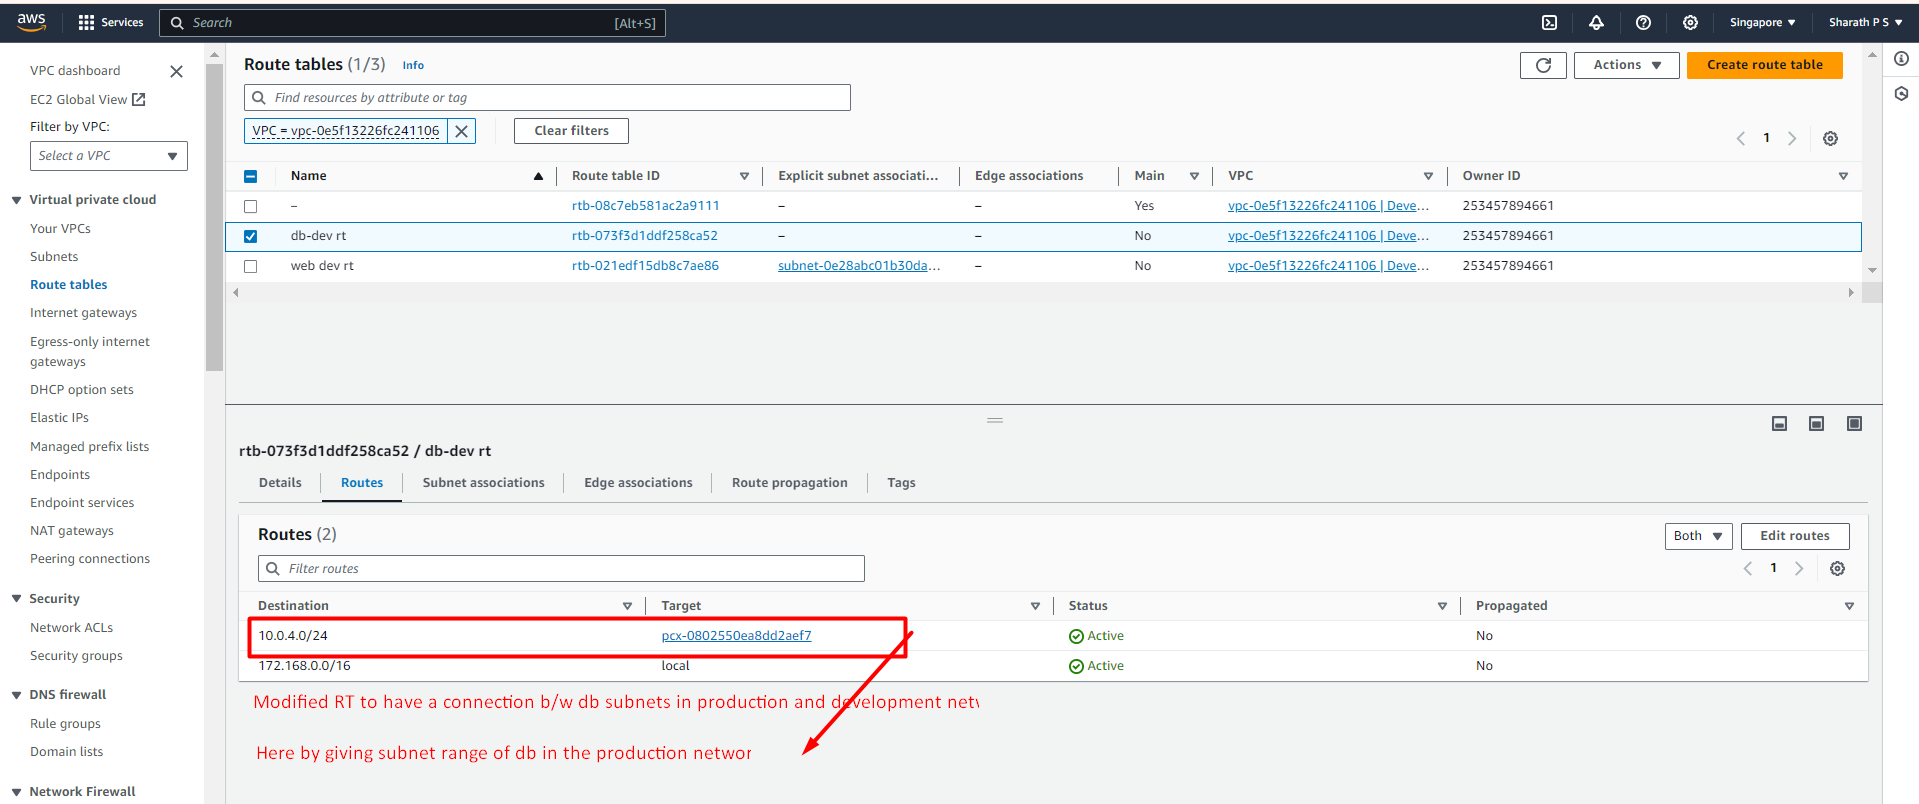 aws Services Search [Alt+S] Singapore Sharath P S
VPC dashboard
EC2 Global View
Filter by VPC:
Select a VPC
Virtual private cloud
Your VPCs
Subnets
Route tables
Internet gateways
Egress-only internet
gateways
DHCP option sets
Elastic IPs
Managed prefix lists
Endpoints
Endpoint services
NAT gateways
Peering connections
Security
Network ACLs
Security groups
DNS firewall
Rule groups
Domain lists
Network Firewall
Route tables (1/3) Info
Actions Create route table
Find resources by attribute or tag
VPC = vpc-0e5f13226fc241106 Clear filters
1
Name Route table ID Explicit subnet associati... Edge associations Main VPC Owner ID
– rtb-08c7eb581ac2a9111 – – Yes vpc-0e5f13226fc241106 | Deve... 253457894661
db-dev rt rtb-073f3d1ddf258ca52 – – No vpc-0e5f13226fc241106 | Deve... 253457894661
web dev rt rtb-021edf15db8c7ae86 subnet-0e28abc01b30da... – No vpc-0e5f13226fc241106 | Deve... 253457894661
rtb-073f3d1ddf258ca52 / db-dev rt
Details Routes Subnet associations Edge associations Route propagation Tags
Routes (2)
Both Edit routes
Filter routes
1
Destination Target Status Propagated
10.0.4.0/24 pcx-0802550ea8dd2aef7 Active No
172.168.0.0/16 local Active No
Modified RT to have a connection b/w db subnets in production and development netv
Here by giving subnet range of db in the production networ